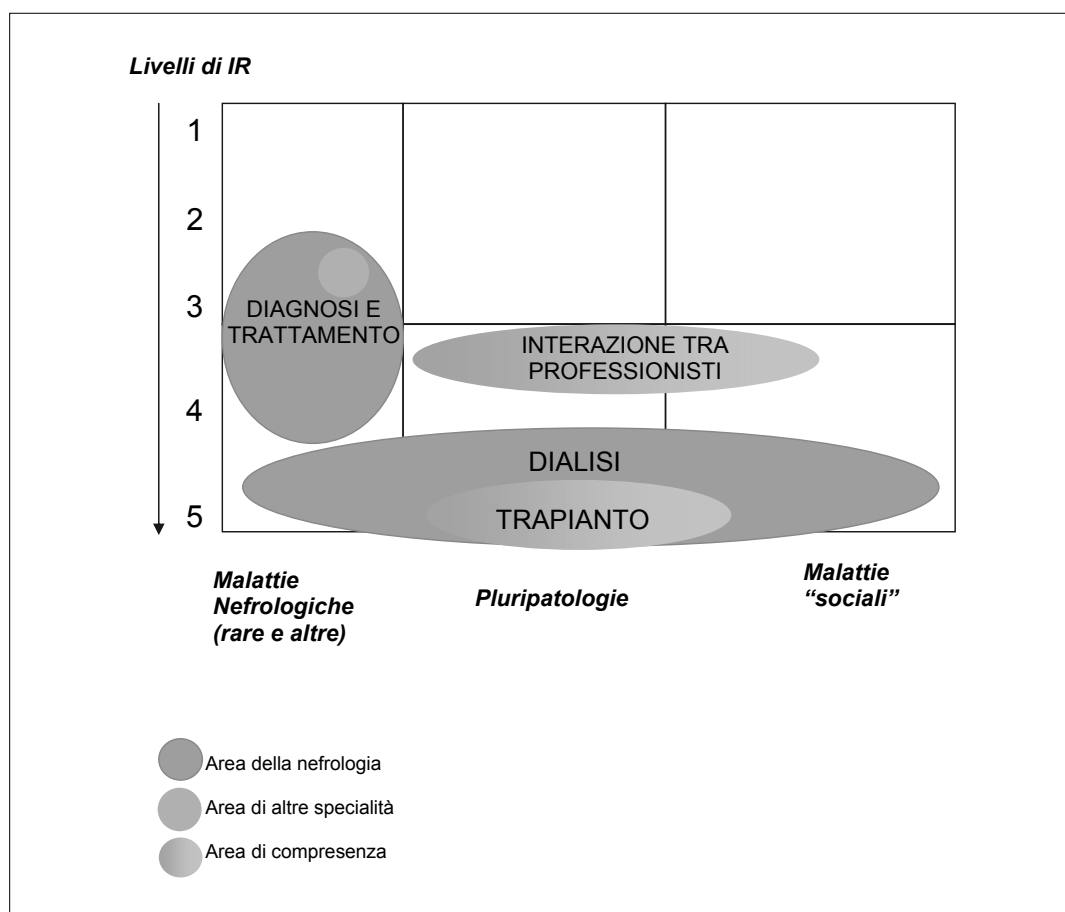 Livelli di IR
1
2
3
4
5
DIAGNOSI E
TRATTAMENTO
INTERAZIONE TRA
PROFESSIONISTI
DIALISI
TRAPIANTO
Malattie
Nefrologiche
(rare e altre)
Pluripatologie
Malattie
“sociali”
Area della nefrologia
Area di altre specialità
Area di compresenza